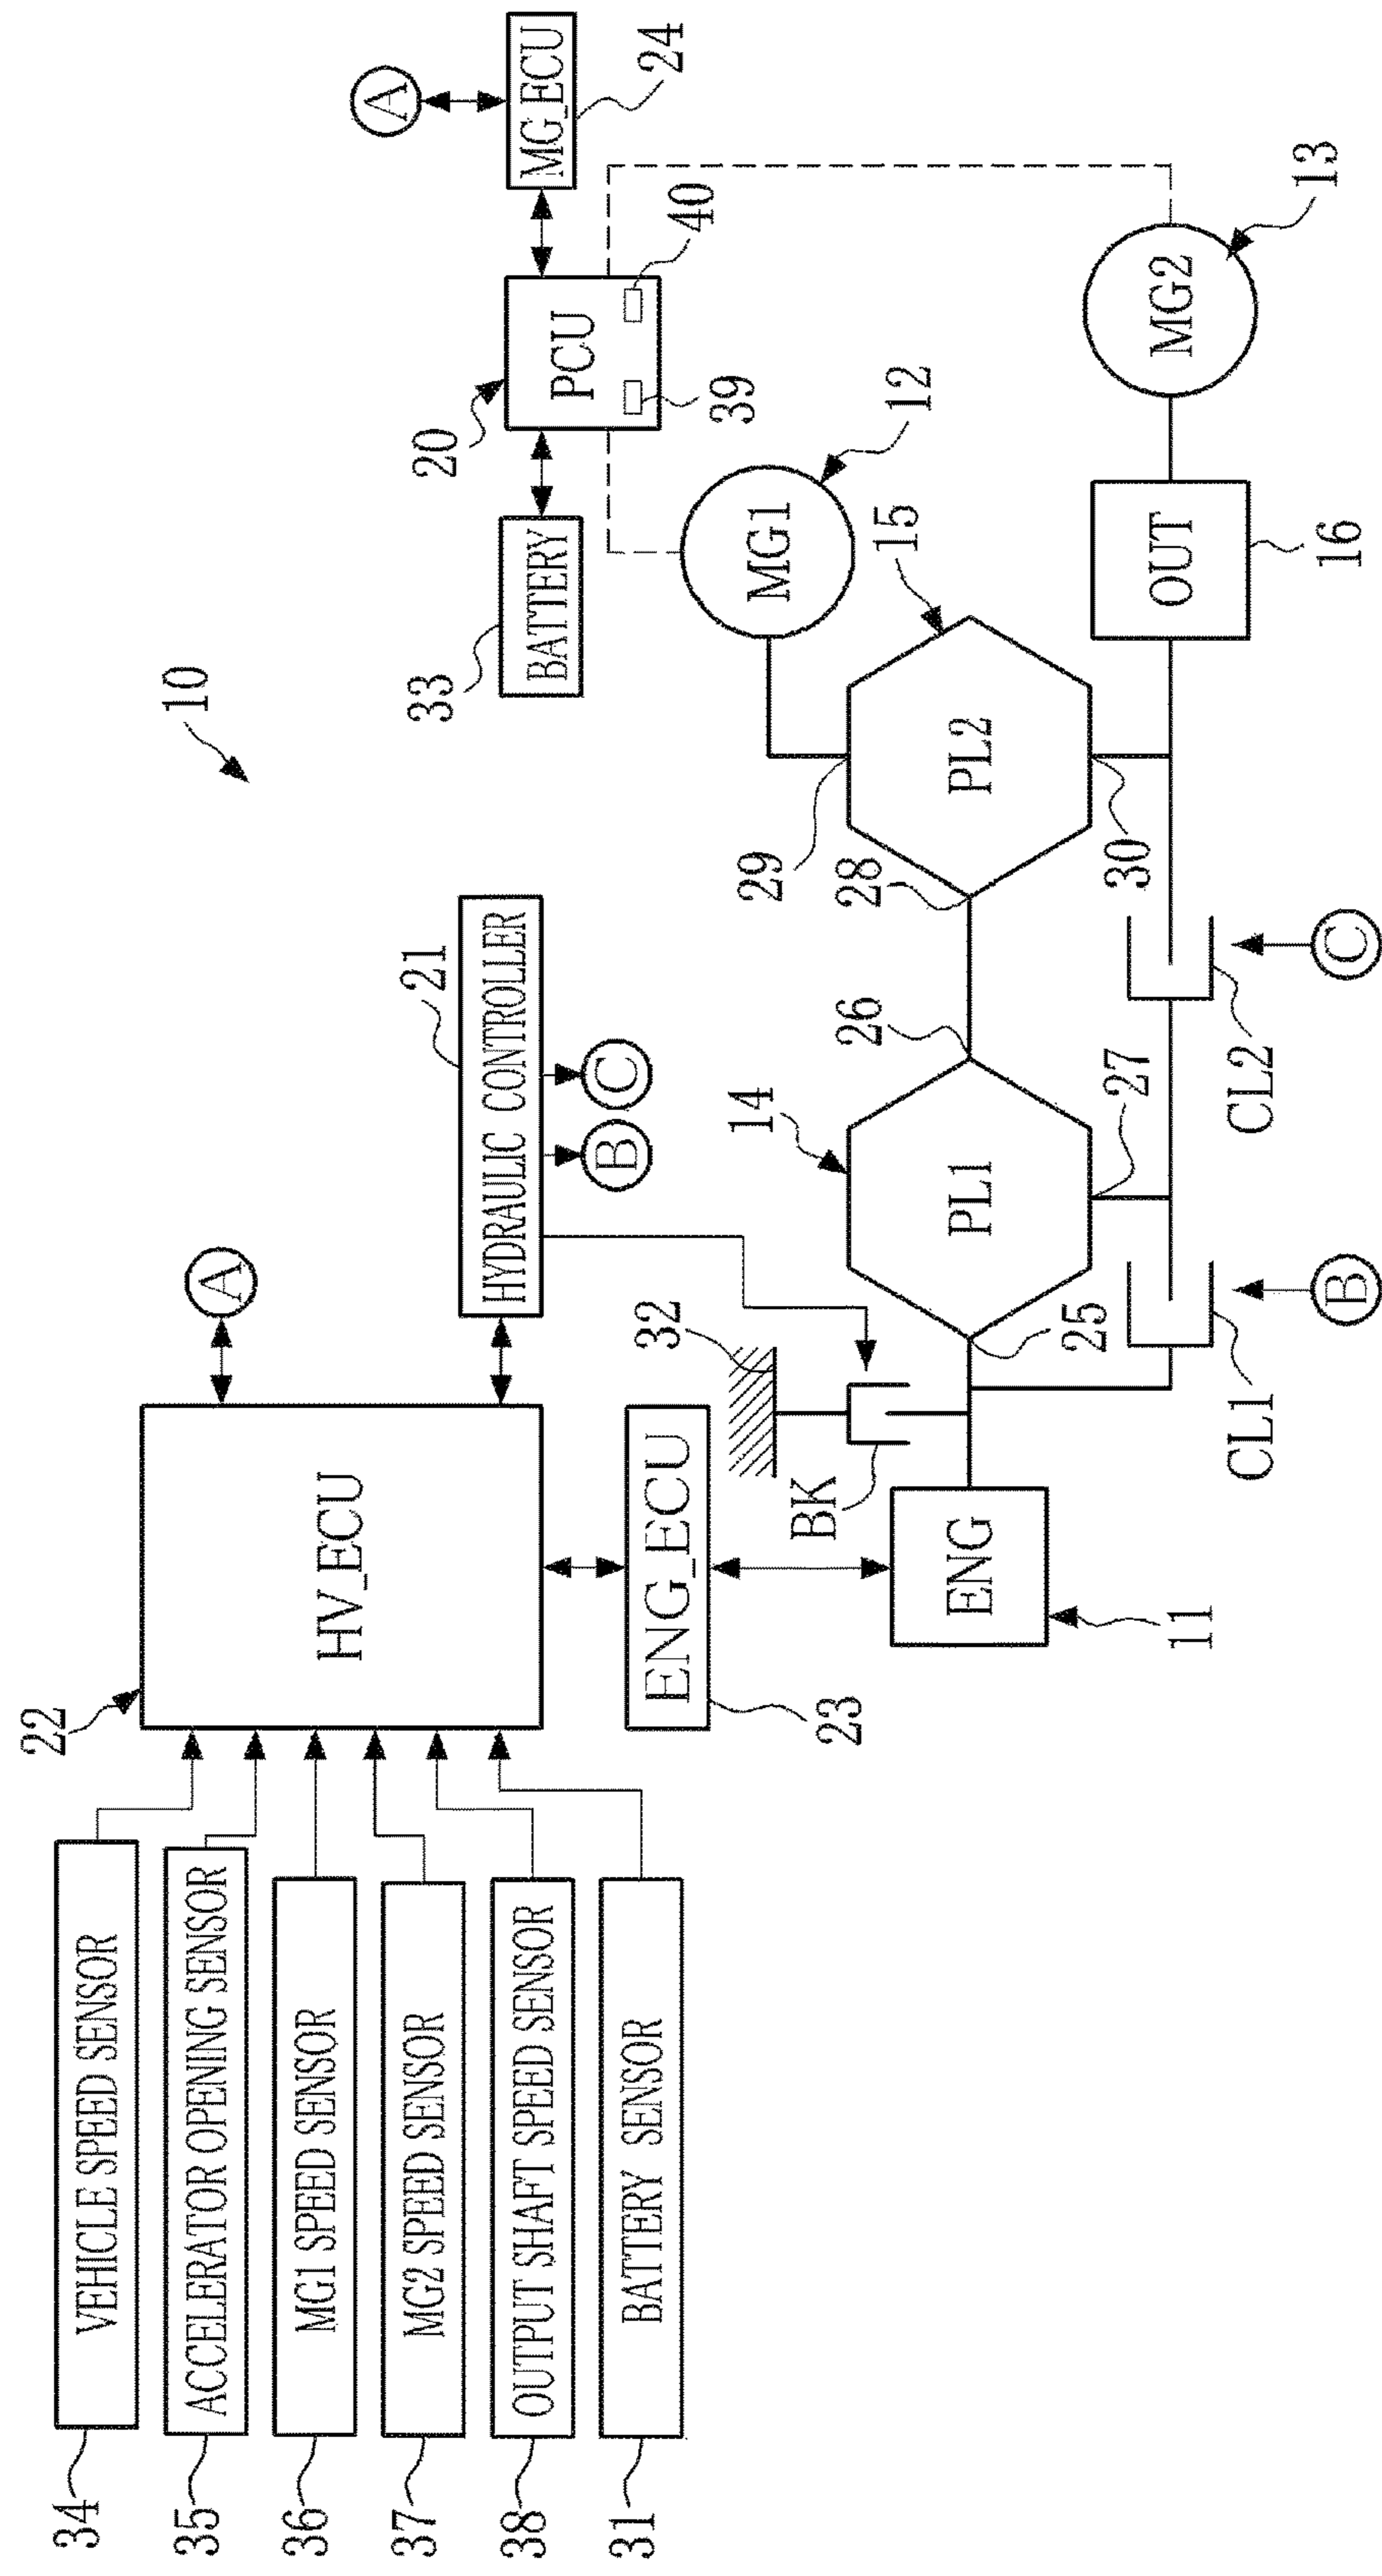 10
34
VEHICLE SPEED SENSOR
35
ACCELERATOR OPENING SENSOR
36
MG1 SPEED SENSOR
37
MG2 SPEED SENSOR
38
OUTPUT SHAFT SPEED SENSOR
31
BATTERY SENSOR
22
HV_ECU
A
21
HYDRAULIC CONTROLLER
B
C
ENG_ECU
23
33
BATTERY
20
PCU
39
40
MG_ECU
24
A
32
BK
ENG
11
25
14
PL1
26
27
28
29
PL2
15
30
MG1
12
CL1
B
CL2
C
OUT
16
MG2
13